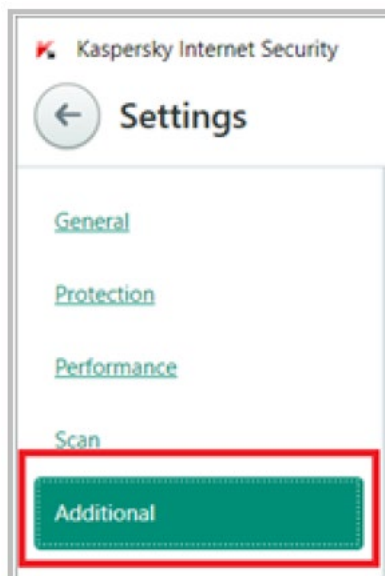 Kaspersky Internet Security
Settings
General
Protection
Performance
Scan
Additional